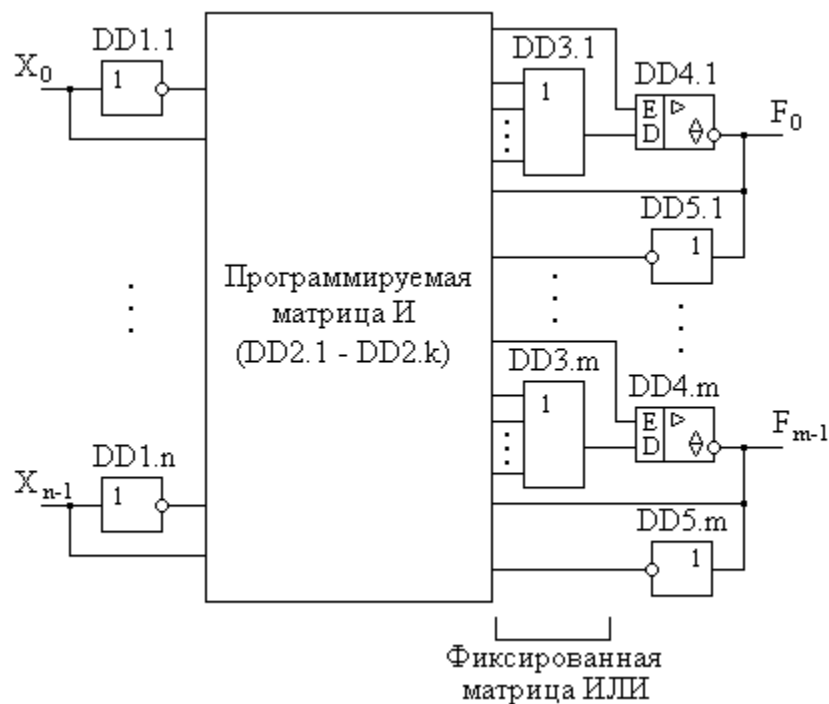 DD1.1
X0
1
DD3.1
1
DD4.1
E
D
F0
DD5.1
1
Программируемая
матрица И
(DD2.1 - DD2.k)
DD3.m
1
DD4.m
E
D
Fm-1
DD1.n
Xn-1
1
DD5.m
1
Фиксированная
матрица ИЛИ